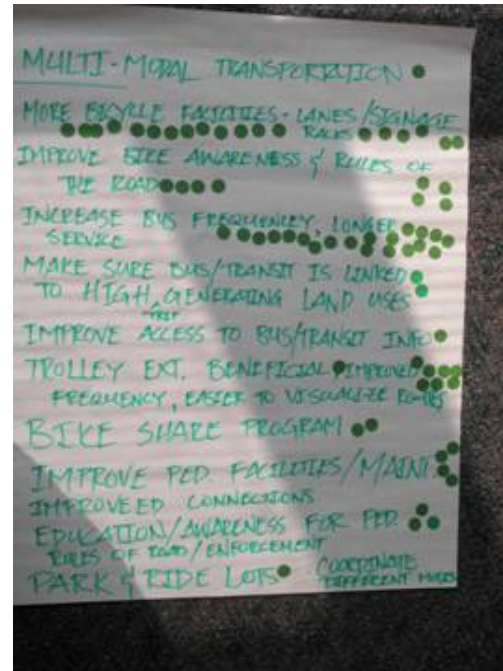 MULTI-MODAL TRANSPORTATION
MORE BICYCLE FACILITIES - LANES/SIGNAGE
RACKS
IMPROVE BIKE AWARENESS & RULES OF
THE ROAD
INCREASE BUS FREQUENCY, LONGER
SERVICE
MAKE SURE BUS/TRANSIT IS LINKED
TO HIGH, GENERATING LAND USES
TRIP
IMPROVE ACCESS TO BUS/TRANSIT INFO
TROLLEY EXT. BENEFICIAL, IMPROVED
FREQUENCY, EASIER TO VISUALIZE ROUTES
BIKE SHARE PROGRAM
IMPROVE PED. FACILITIES/MAINT.
IMPROVEED CONNECTIONS
EDUCATION/AWARENESS FOR PED.
RULES OF ROAD/ENFORCEMENT
PARK & RIDE LOTS COORDINATE
DIFFERENT MODES